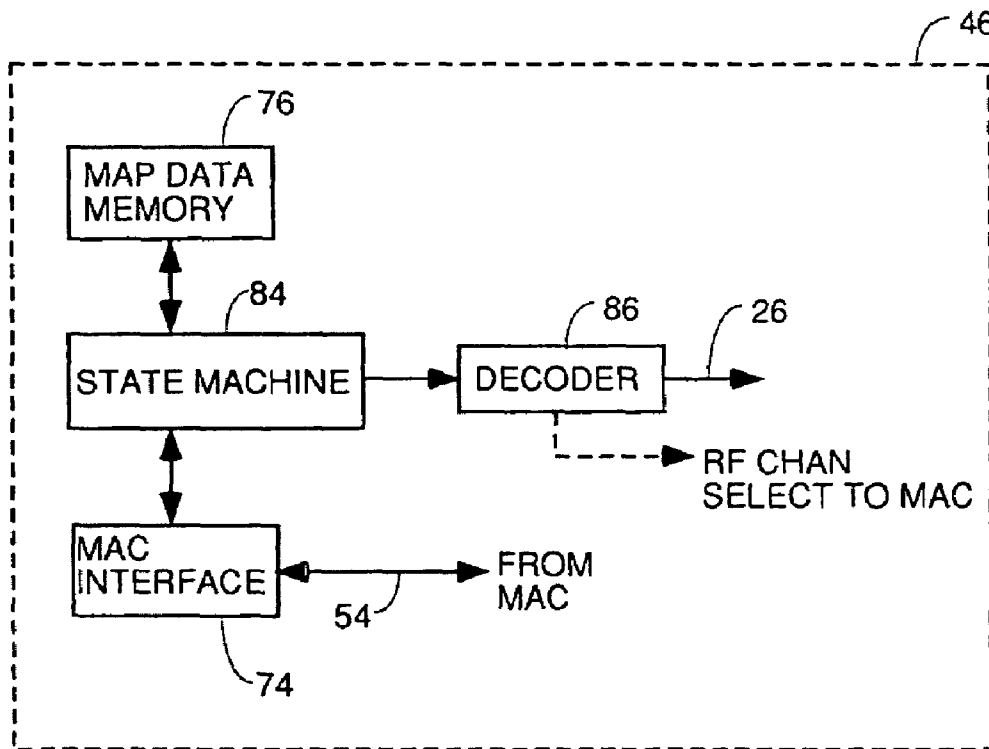 46
76
MAP DATA
MEMORY
84
STATE MACHINE
86
DECODER
26
RF CHAN
SELECT TO MAC
MAC
INTERFACE
54
FROM
MAC
74